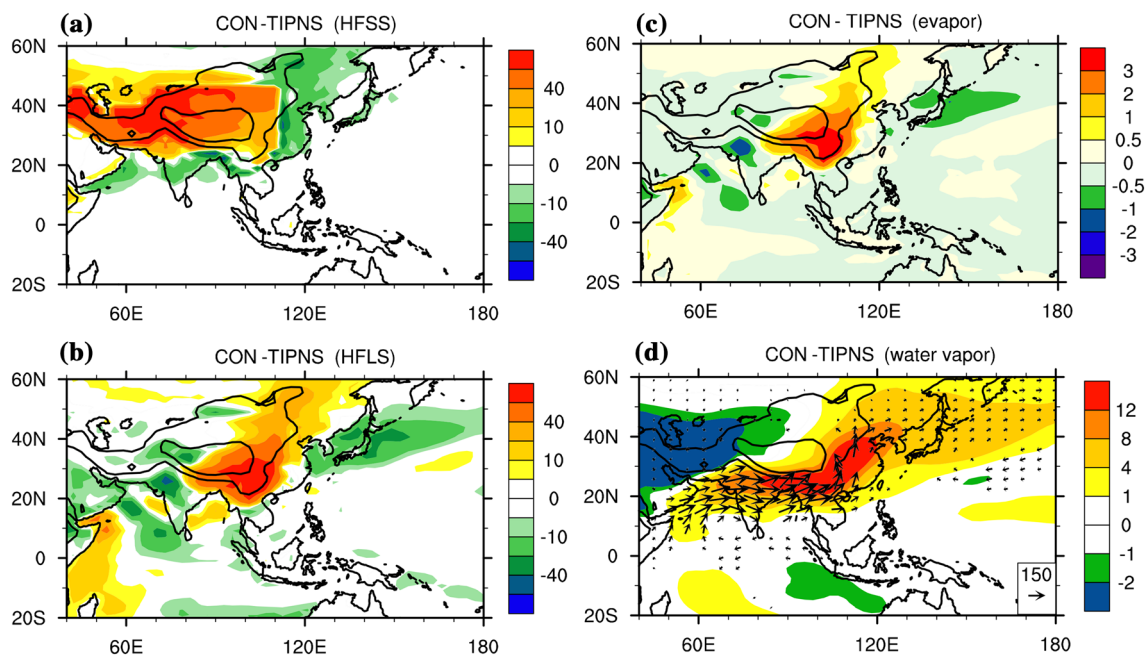 (a) CON-TIPNS (HFSS)
60N
40N
20N
0
20S
60E 120E 180
40
10
0
-10
-40
(c) CON - TIPNS (evapor)
60N
40N
20N
0
20S
60E 120E 180
3
2
1
0.5
-0.5
-1
-2
-3
(b) CON -TIPNS (HFLS)
60N
40N
20N
0
20S
60E 120E 180
40
10
0
-10
-40
(d) CON -TIPNS (water vapor)
60N
40N
20N
0
20S
60E 120E 180
150
12
8
4
1
0
-1
-2